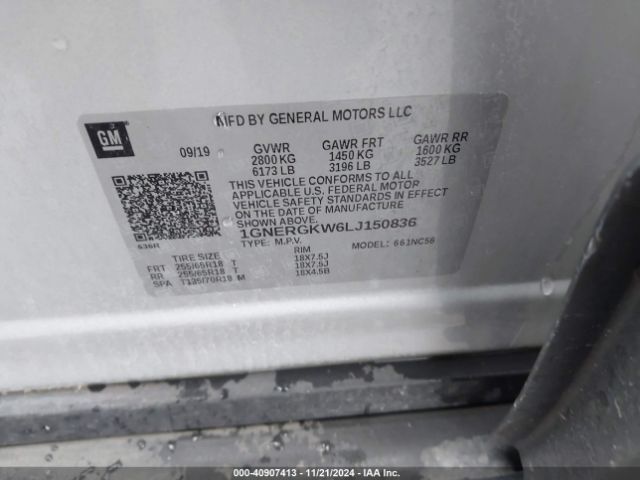 MFD BY GENERAL MOTORS LLC
GM
09/19 GVWR GAWR FRT GAWR RR
2800 KG 1450 KG 1600 KG
6173 LB 3196 LB 3527 LB
THIS VEHICLE CONFORMS TO ALL
APPLICABLE U.S. FEDERAL MOTOR
VEHICLE SAFETY STANDARDS IN EFFECT
ON THE DATE OF MANUFACTURE
SHOWN ABOVE.
1GNERGKW6LJ150836
TYPE: M.P.V. MODEL: 661NC56
636R
TIRE SIZE RIM
FRT 255/65R18 T 18X7.5J
RR 255/65R18 T 18X7.5J
SPA T135/70R18 M 18X4.5B
000-40907413 - 11/21/2024 - IAA Inc.